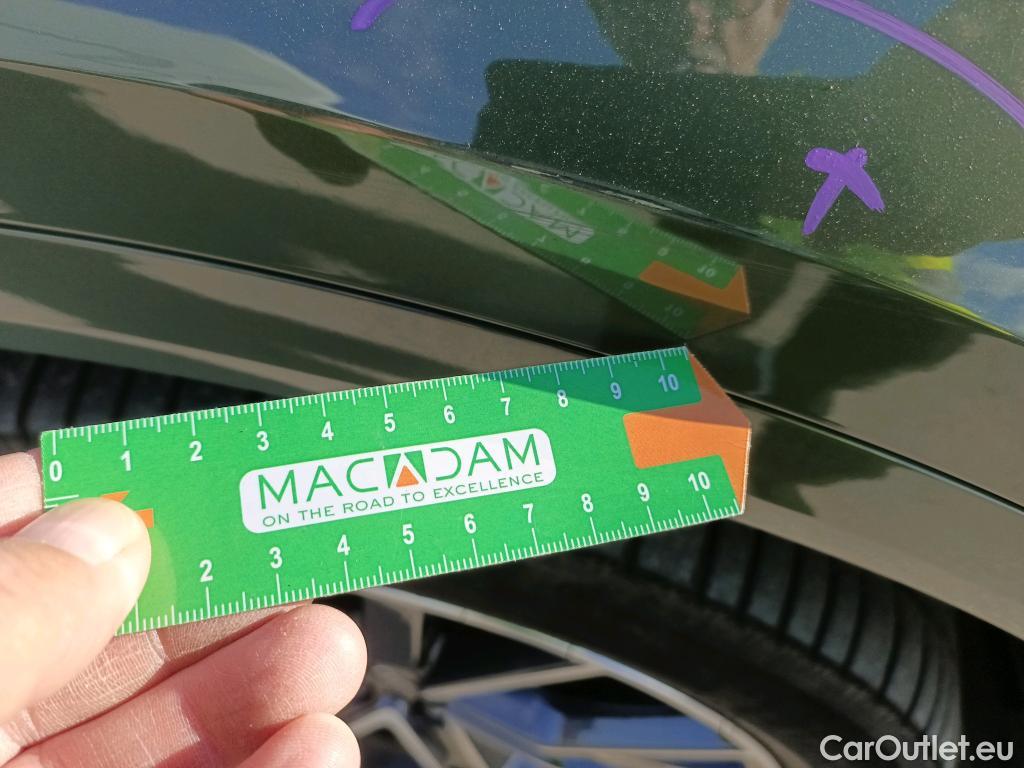 0 1 2 3 4 5 6 7 8 9 10
MACADAM
ON THE ROAD TO EXCELLENCE
2 3 4 5 6 7 8 9 10
CarOutlet.eu